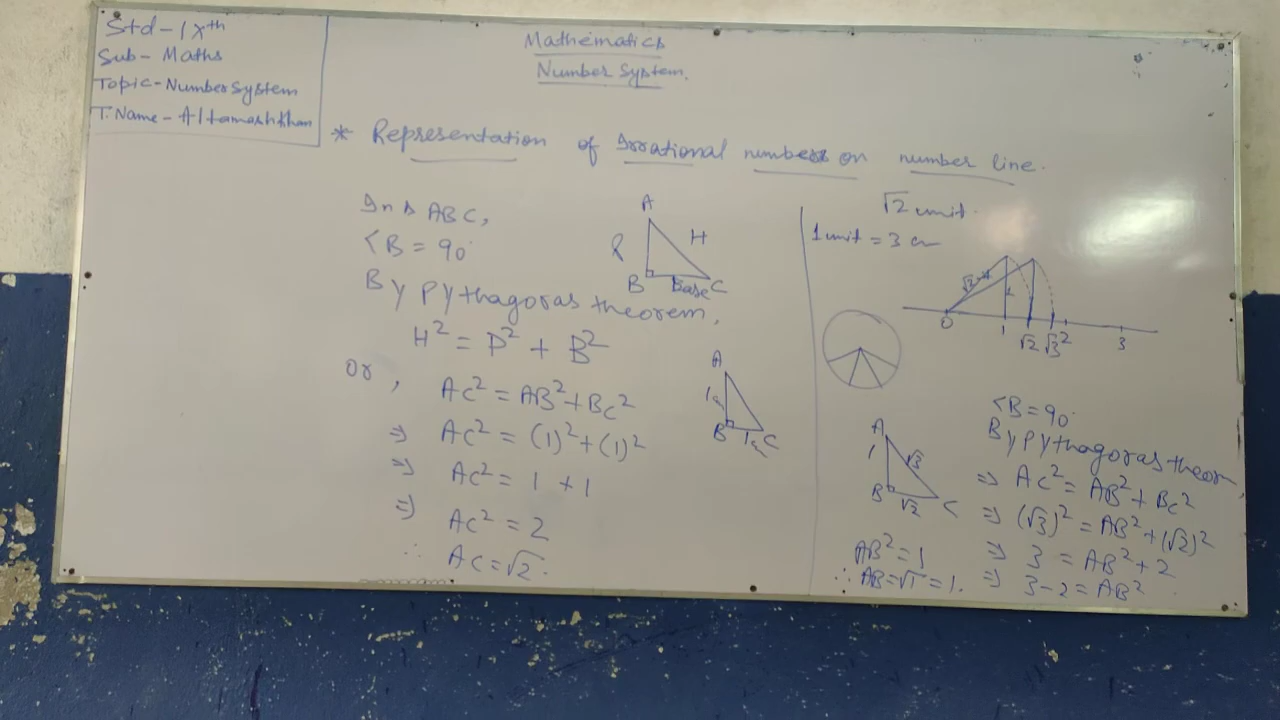 Std - IXth
Sub - Maths
Topic - Number System
T. Name - Altamash Khan
Mathematics
Number System.
* Representation of Irrational numbers on number line.
In Δ ABC,
<B = 90°
By Pythagoras theorem,
H² = P² + B²
or, AC² = AB² + BC²
⇒ AC² = (1)² + (1)²
⇒ AC² = 1 + 1
⇒ AC² = 2
∴ AC = √2.
A
H
B
Base
C
A
B
C
√2 unit.
1 unit = 3 cm
1
0
1
√2
√3
2
3
A
1
√3
B
√2
C
<B = 90°
By Pythagoras theorem,
⇒ AC² = AB² + BC²
⇒ (√3)² = AB² + (√2)²
⇒ 3 = AB² + 2
⇒ 3 - 2 = AB²
AB² = 1
∴ AB = √1 = 1.